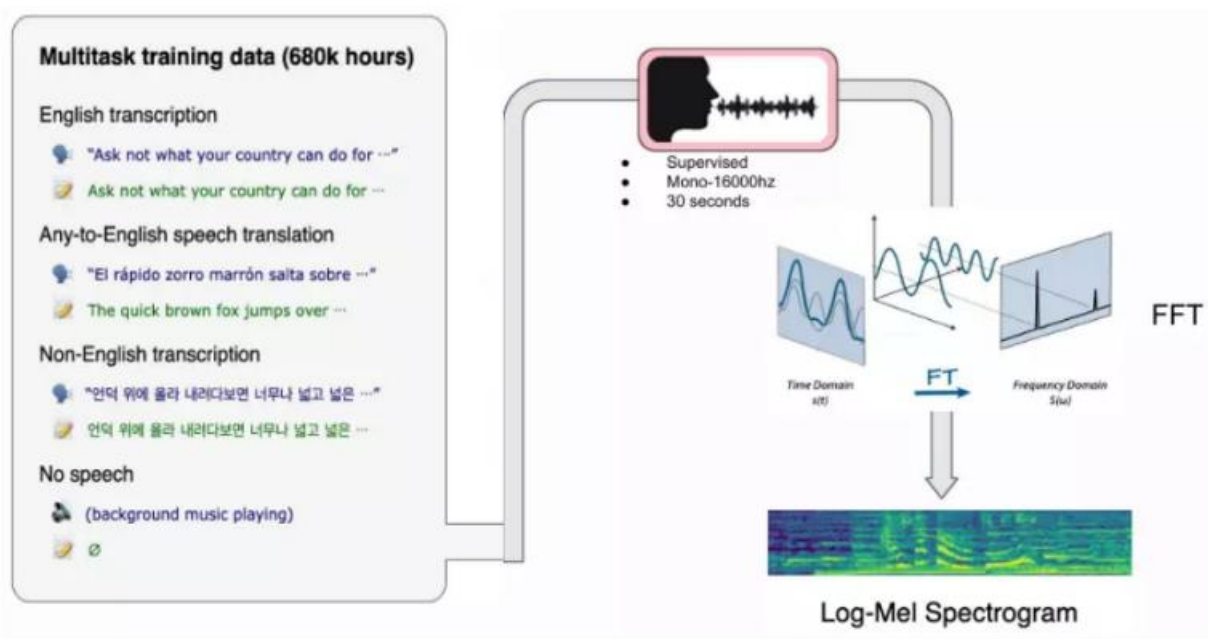 Multitask training data (680k hours)
English transcription
"Ask not what your country can do for ⋯"
Ask not what your country can do for ⋯
Any-to-English speech translation
"El rápido zorro marrón salta sobre ⋯"
The quick brown fox jumps over ⋯
Non-English transcription
"언덕 위에 올라 내려다보면 너무나 넓고 넓은 ⋯"
언덕 위에 올라 내려다보면 너무나 넓고 넓은 ⋯
No speech
(background music playing)
Ø
• Supervised
• Mono-16000hz
• 30 seconds
Time Domain
s(t)
FT
Frequency Domain
S(ω)
FFT
Log-Mel Spectrogram